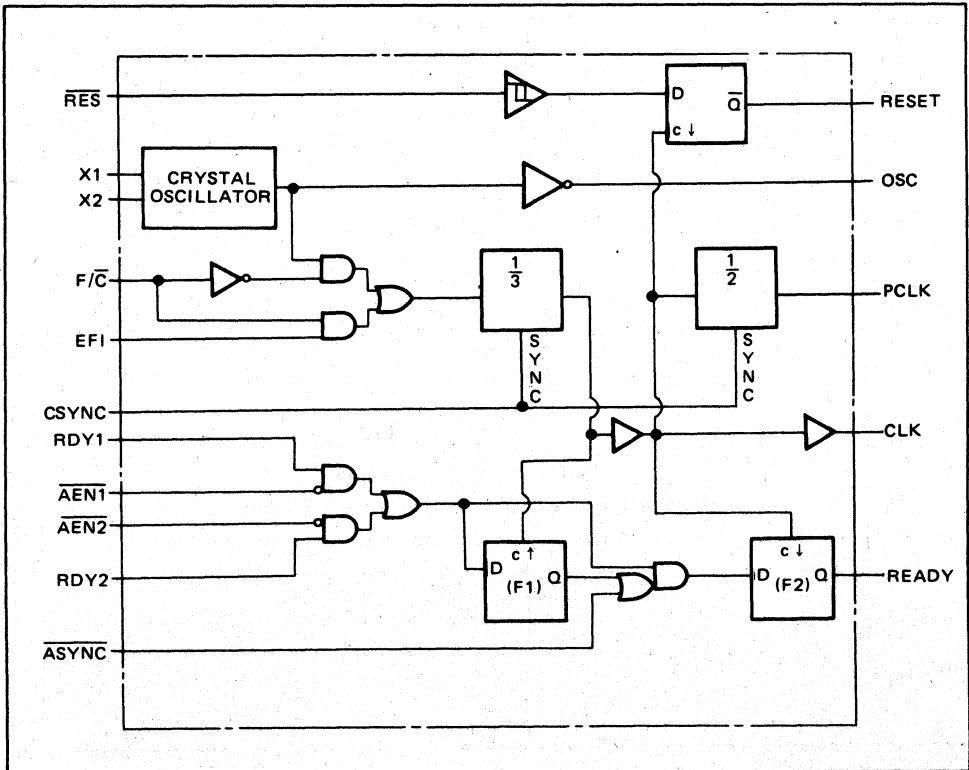 RES
D
Q
RESET
c ↓
X1
X2
CRYSTAL
OSCILLATOR
OSC
F/C
1
3
1
2
PCLK
EFI
SYNC
SYNC
CSYNC
RDY1
CLK
AEN1
AEN2
c ↑
D
Q
(F1)
c ↓
D
Q
(F2)
READY
RDY2
ASYNC